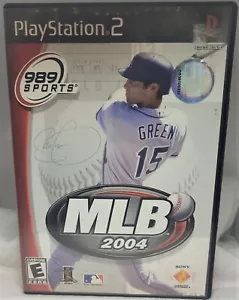 PlayStation 2
989
SPORTS
GREEN
15
MLB
2004
E
SONY